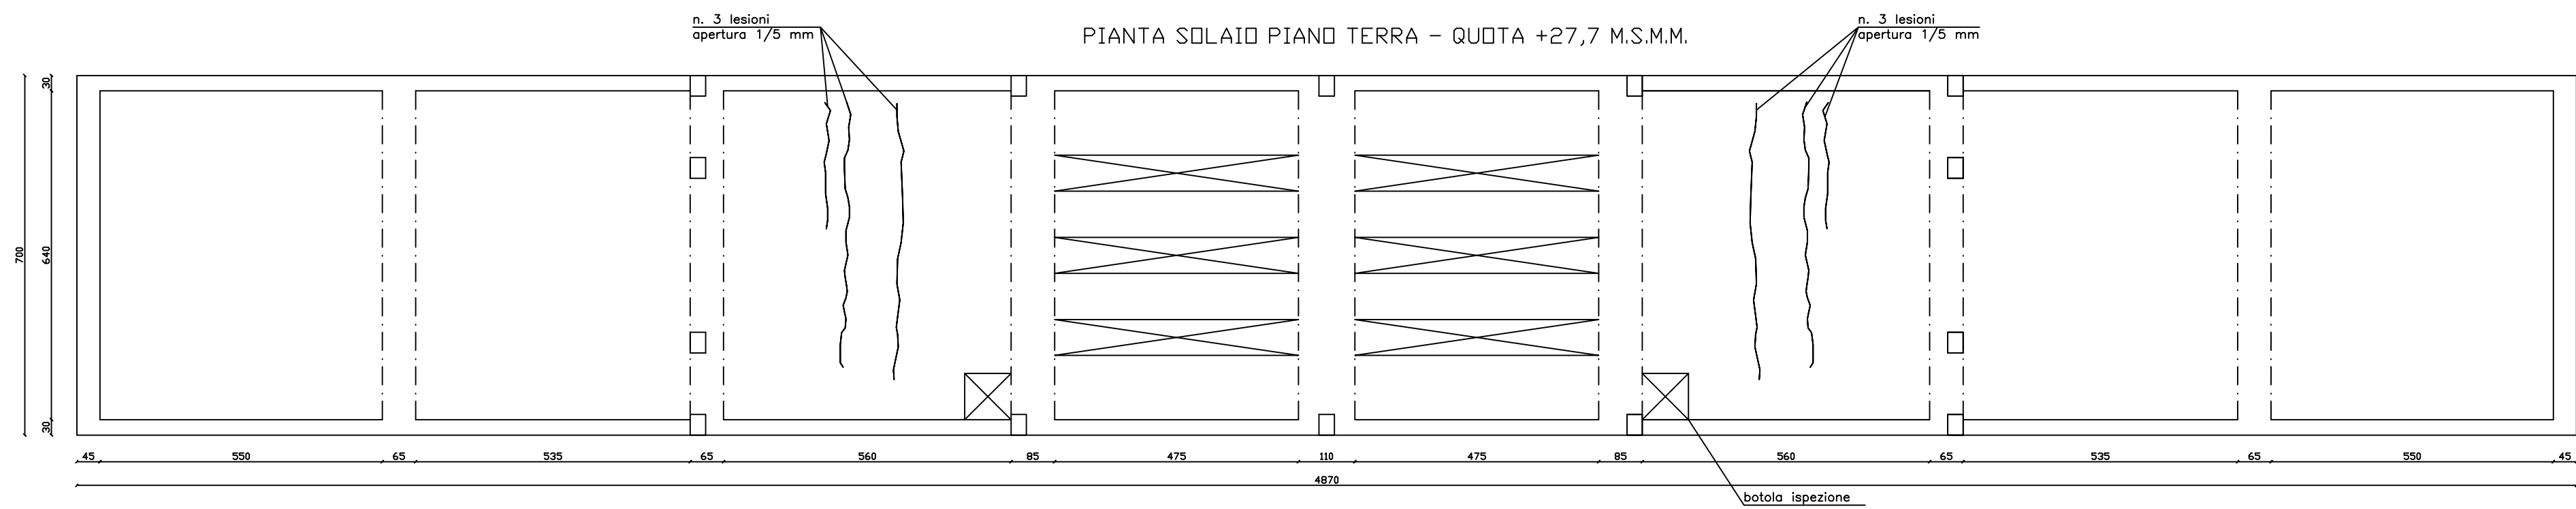 n. 3 lesioni
apertura 1/5 mm
PIANTA SOLAIO PIANO TERRA - QUOTA +27,7 M.S.M.M.
n. 3 lesioni
apertura 1/5 mm
30
700
640
30
45 550 65 535 65 560 85 475 110 475 85 560 65 535 65 550 45
4870
botola ispezione